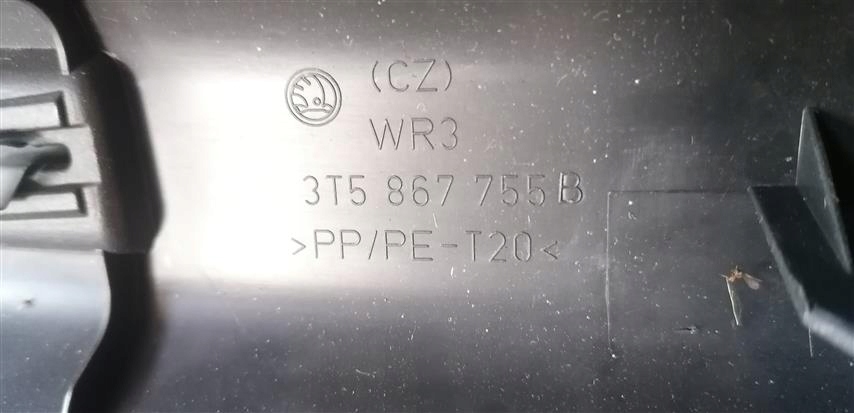 (CZ)
WR3
3T5 867 755 B
>PP/PE-T20<